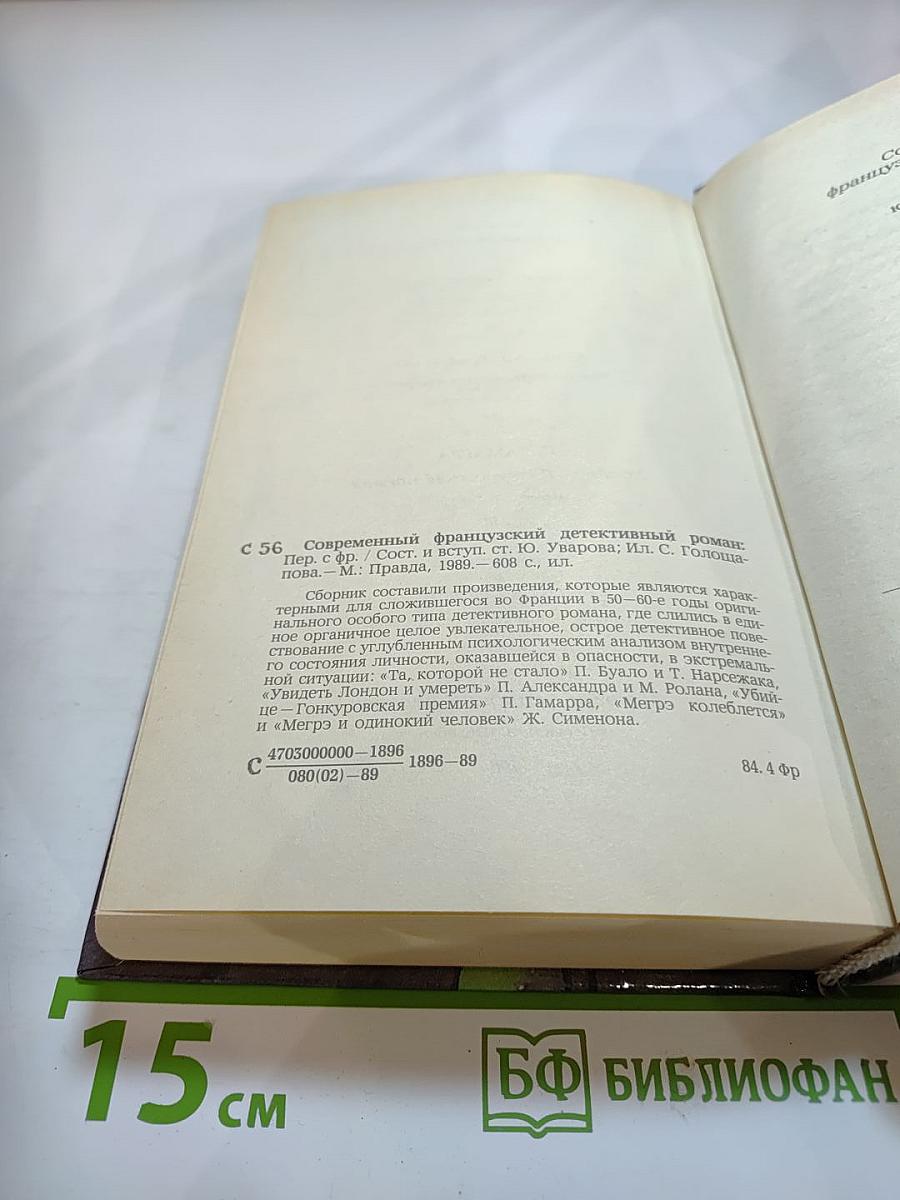 С 56 Современный французский детективный роман:
Пер. с фр. / Сост. и вступ. ст. Ю. Уварова; Ил. С. Голоща-
пова.— М.: Правда, 1989.— 608 с., ил.
Сборник составили произведения, которые являются харак-
терными для сложившегося во Франции в 50—60-е годы ориги-
нального особого типа детективного романа, где слились в еди-
ное органичное целое увлекательное, острое детективное пове-
ствование с углубленным психологическим анализом внутренне-
го состояния личности, оказавшейся в опасности, в экстремаль-
ной ситуации: «Та, которой не стало» П. Буало и Т. Нарсежака,
«Увидеть Лондон и умереть» П. Александра и М. Ролана, «Убий-
це — Гонкуровская премия» П. Гамарра, «Мегрэ колеблется»
и «Мегрэ и одинокий человек» Ж. Сименона.
С 4703000000—1896
080(02)—89
1896—89
84.4 Фр
15 см
БФ БИБЛИОФАН